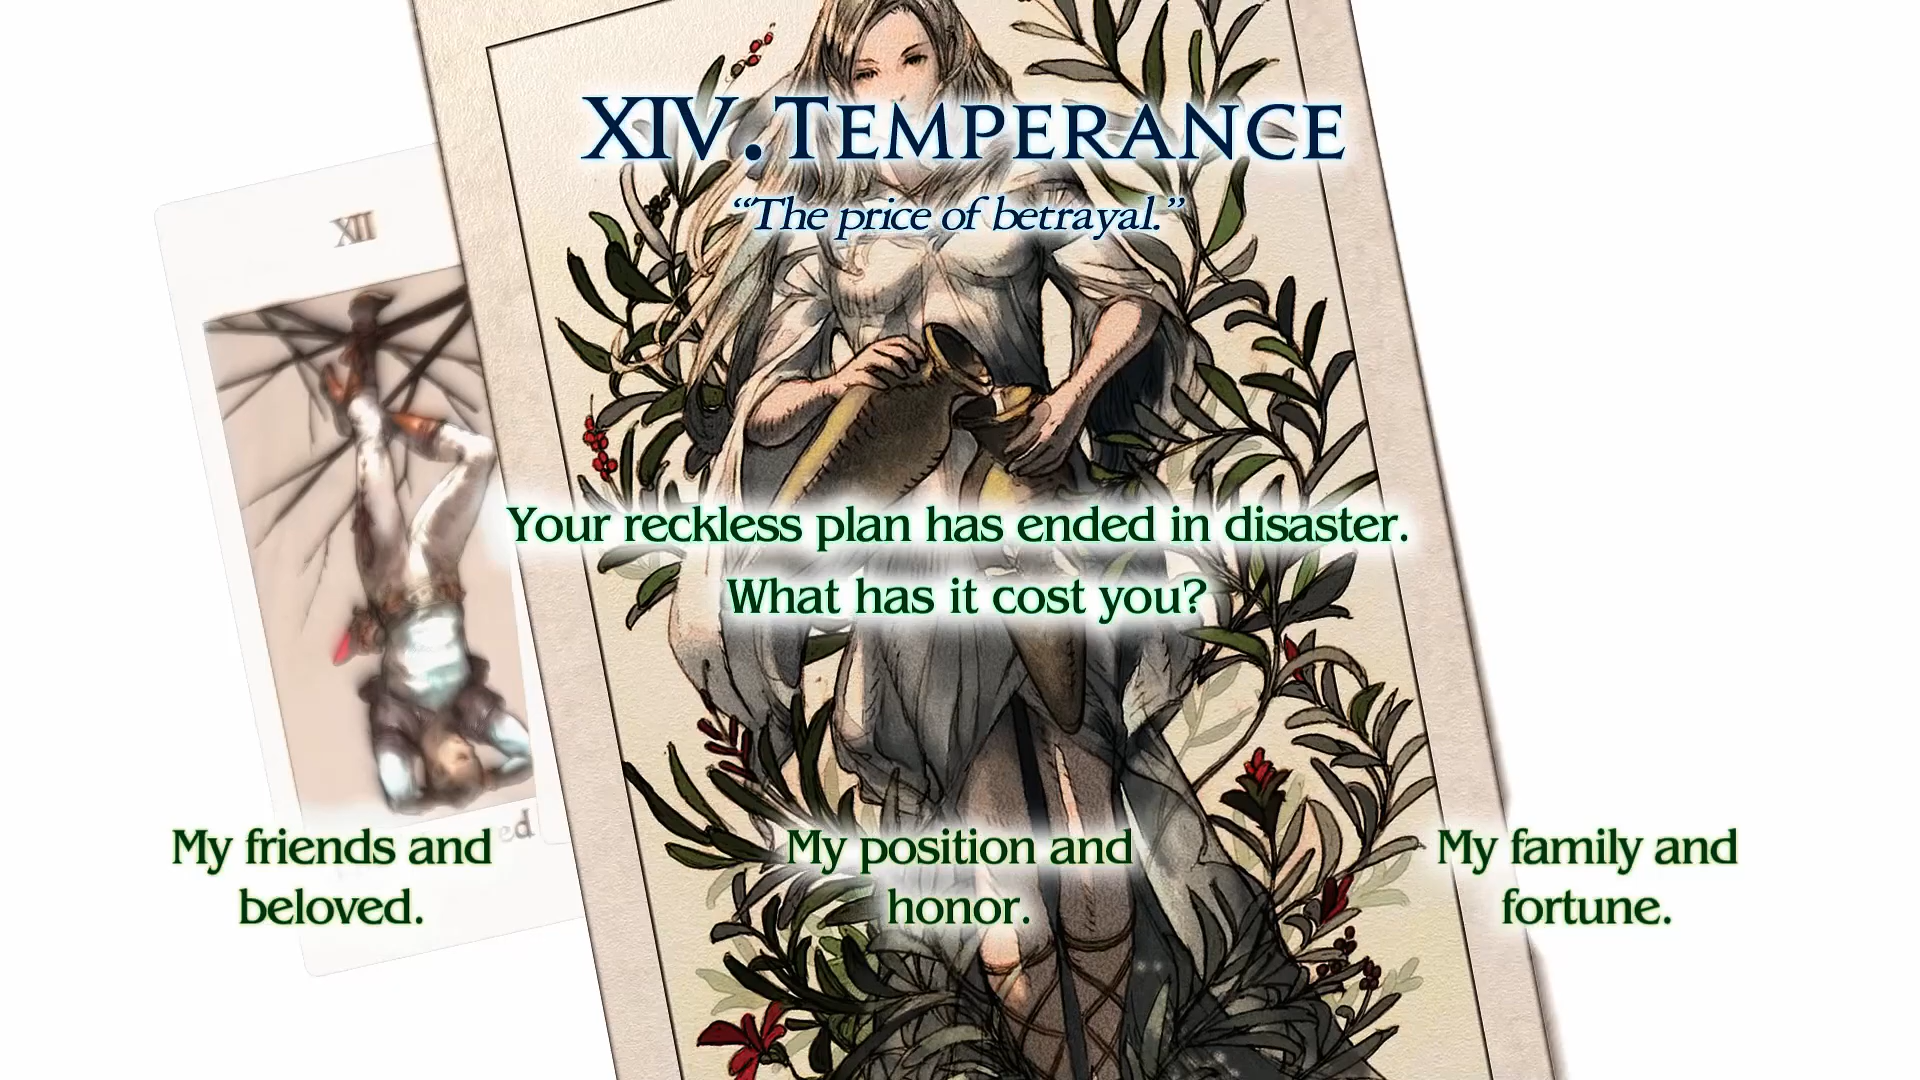 XIV. TEMPERANCE
“The price of betrayal.”
XII
Your reckless plan has ended in disaster.
What has it cost you?
ed
My friends and
beloved.
My position and
honor.
My family and
fortune.